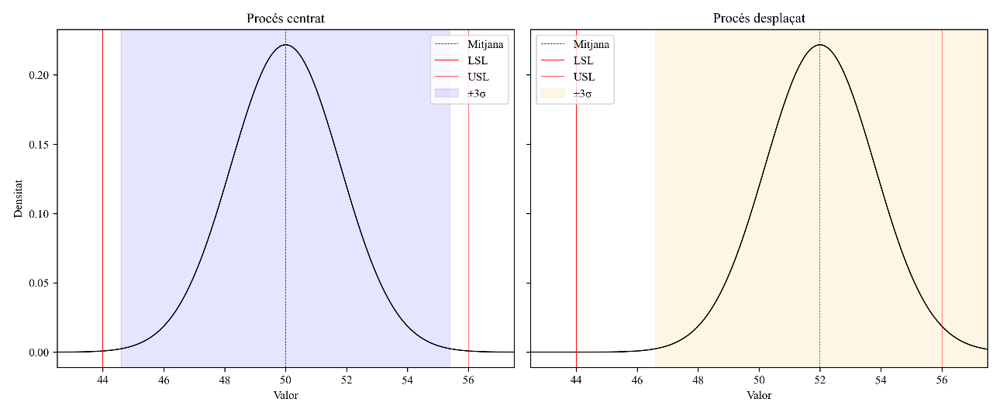 Procés centrat
Densitat
0.20
0.15
0.10
0.05
0.00
Mitjana
LSL
USL
±3σ
44 46 48 50 52 54 56
Valor
Procés desplaçat
Mitjana
LSL
USL
±3σ
44 46 48 50 52 54 56
Valor